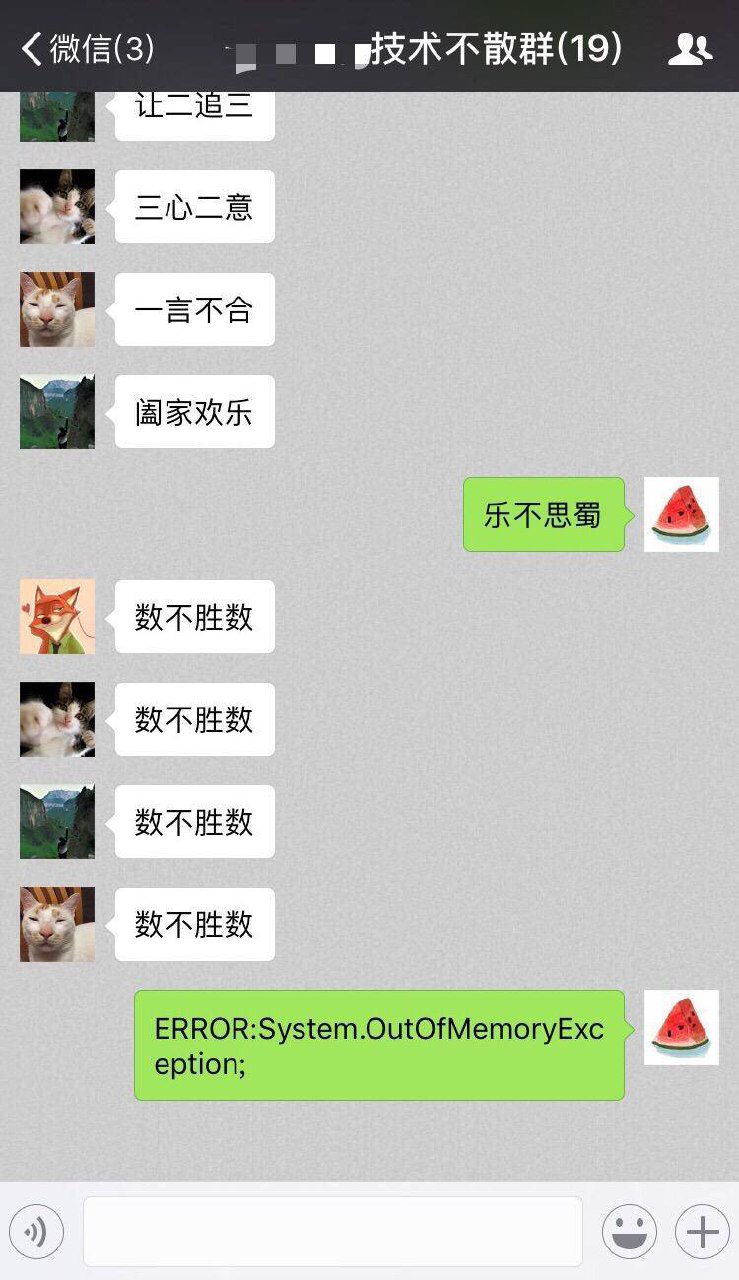 微信(3)
技术不散群(19)
让二追三
三心二意
一言不合
阖家欢乐
乐不思蜀
数不胜数
数不胜数
数不胜数
数不胜数
ERROR:System.OutOfMemoryExc
eption;